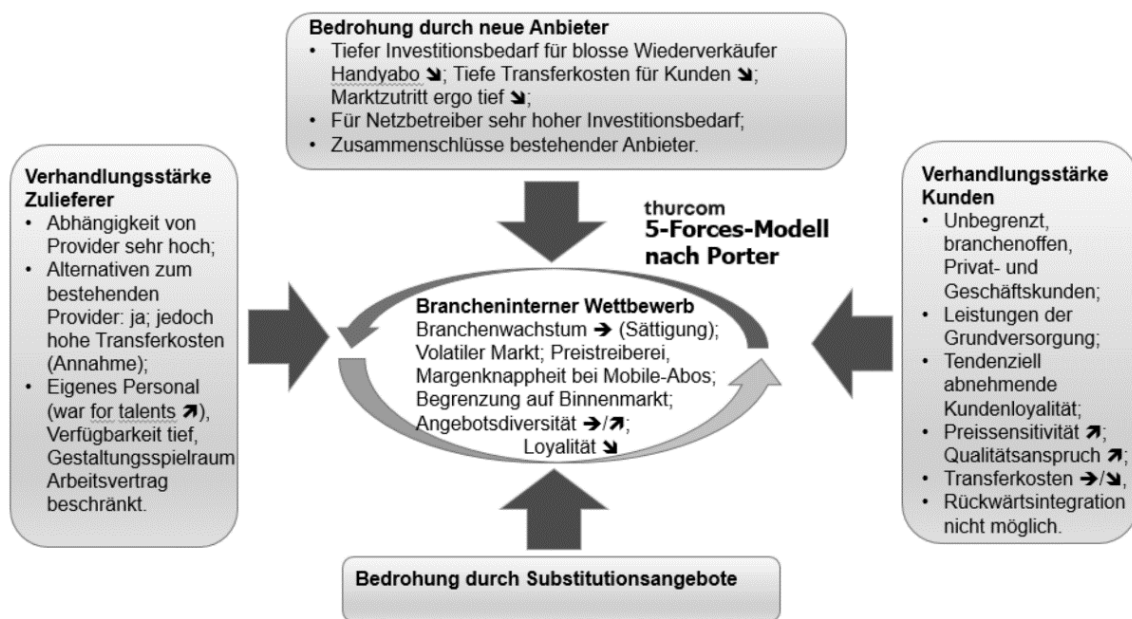 Bedrohung durch neue Anbieter
• Tiefer Investitionsbedarf für blosse Wiederverkäufer
Handyabo ➘; Tiefe Transferkosten für Kunden ➘;
Marktzutritt ergo tief ➘;
• Für Netzbetreiber sehr hoher Investitionsbedarf;
• Zusammenschlüsse bestehender Anbieter.
Verhandlungsstärke
Zulieferer
• Abhängigkeit von
Provider sehr hoch;
• Alternativen zum
bestehenden
Provider: ja; jedoch
hohe Transferkosten
(Annahme);
• Eigenes Personal
(war for talents ➚),
Verfügbarkeit tief,
Gestaltungsspielraum
Arbeitsvertrag
beschränkt.
thurcom
5-Forces-Modell
nach Porter
Brancheninterner Wettbewerb
Branchenwachstum ➔ (Sättigung);
Volatiler Markt; Preistreiberei,
Margenknappheit bei Mobile-Abos;
Begrenzung auf Binnenmarkt;
Angebotsdiversität ➔/➚;
Loyalität ➘
Verhandlungsstärke
Kunden
• Unbegrenzt,
branchenoffen,
Privat- und
Geschäftskunden;
• Leistungen der
Grundversorgung;
• Tendenziell
abnehmende
Kundenloyalität;
• Preissensitivität ➚;
Qualitätsanspruch ➚;
• Transferkosten ➔/➘,
• Rückwärtsintegration
nicht möglich.
Bedrohung durch Substitutionsangebote